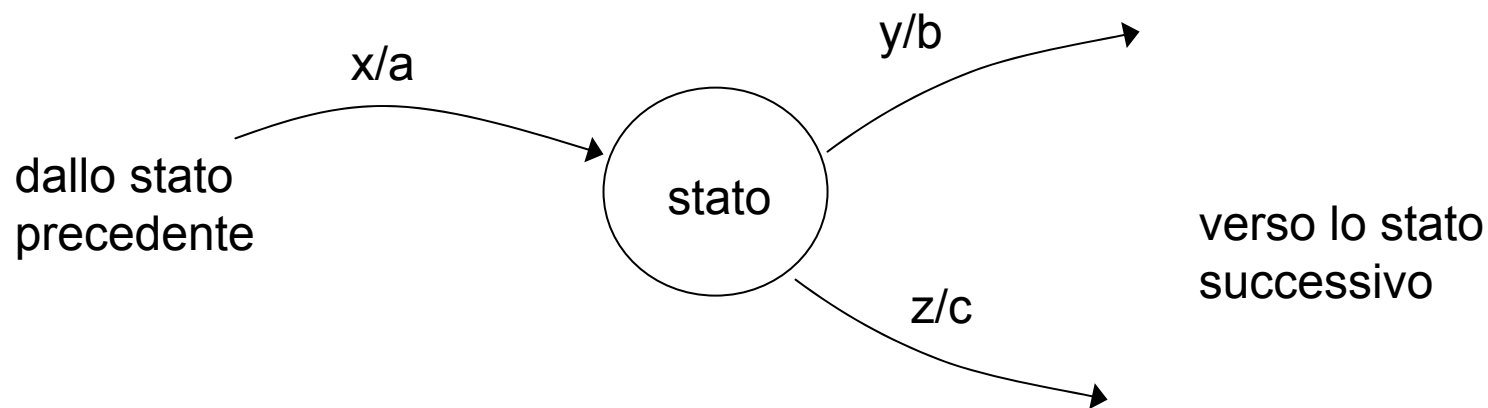 x/a
y/b
dallo stato
precedente
stato
verso lo stato
successivo
z/c